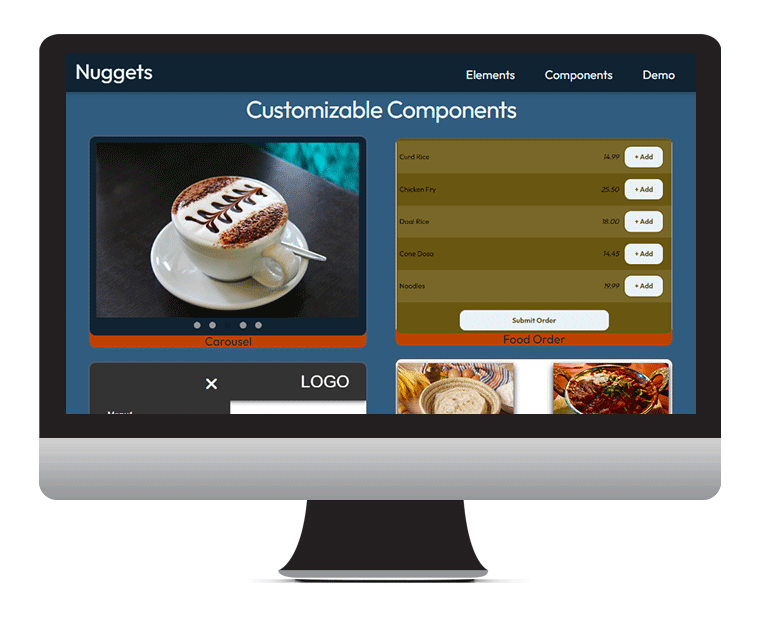 Nuggets
Elements Components Demo
Customizable Components
Curd Rice 14.99 + Add
Chicken Fry 25.50 + Add
Daal Rice 18.00 + Add
Cone Dosa 14.45 + Add
Noodles 19.99 + Add
Submit Order
Carousel
Food Order
LOGO